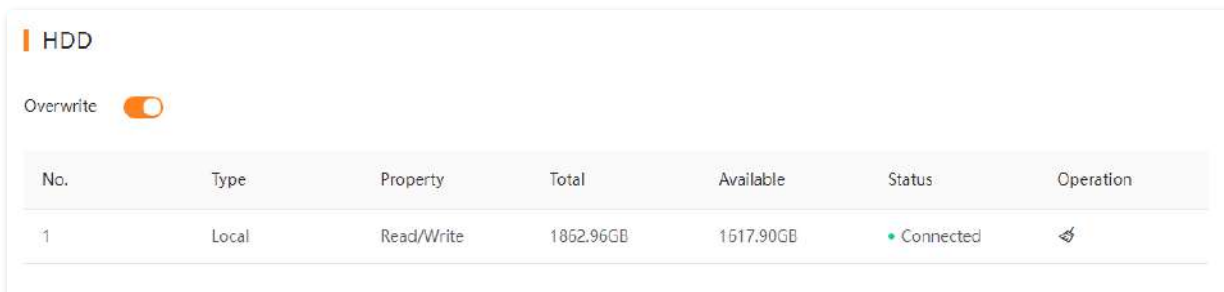 HDD
Overwrite
No. Type Property Total Available Status Operation
1 Local Read/Write 1862.96GB 1617.90GB Connected